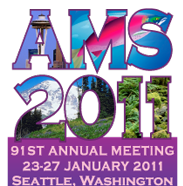 AMS
2011
91ST ANNUAL MEETING
23-27 JANUARY 2011
SEATTLE, WASHINGTON